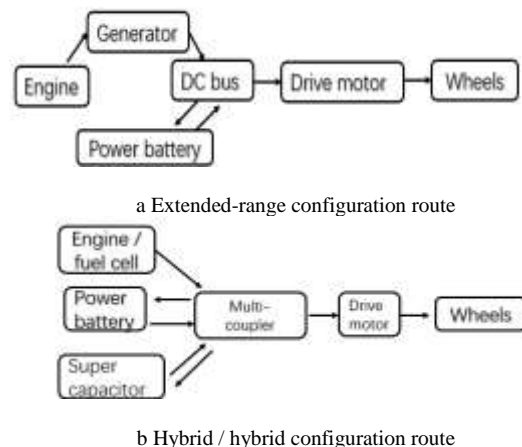 Generator
Engine
DC bus
Drive motor
Wheels
Power battery
a Extended-range configuration route
Engine /
fuel cell
Power
battery
Multi-
coupler
Drive
motor
Wheels
Super
capacitor
b Hybrid / hybrid configuration route